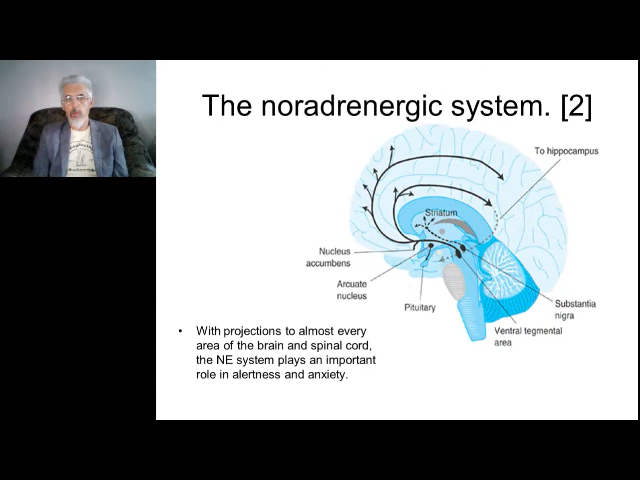 The noradrenergic system. [2]
To hippocampus
Striatum
Nucleus
accumbens
Arcuate
nucleus
Pituitary
Substantia
nigra
Ventral tegmental
area
• With projections to almost every
area of the brain and spinal cord,
the NE system plays an important
role in alertness and anxiety.